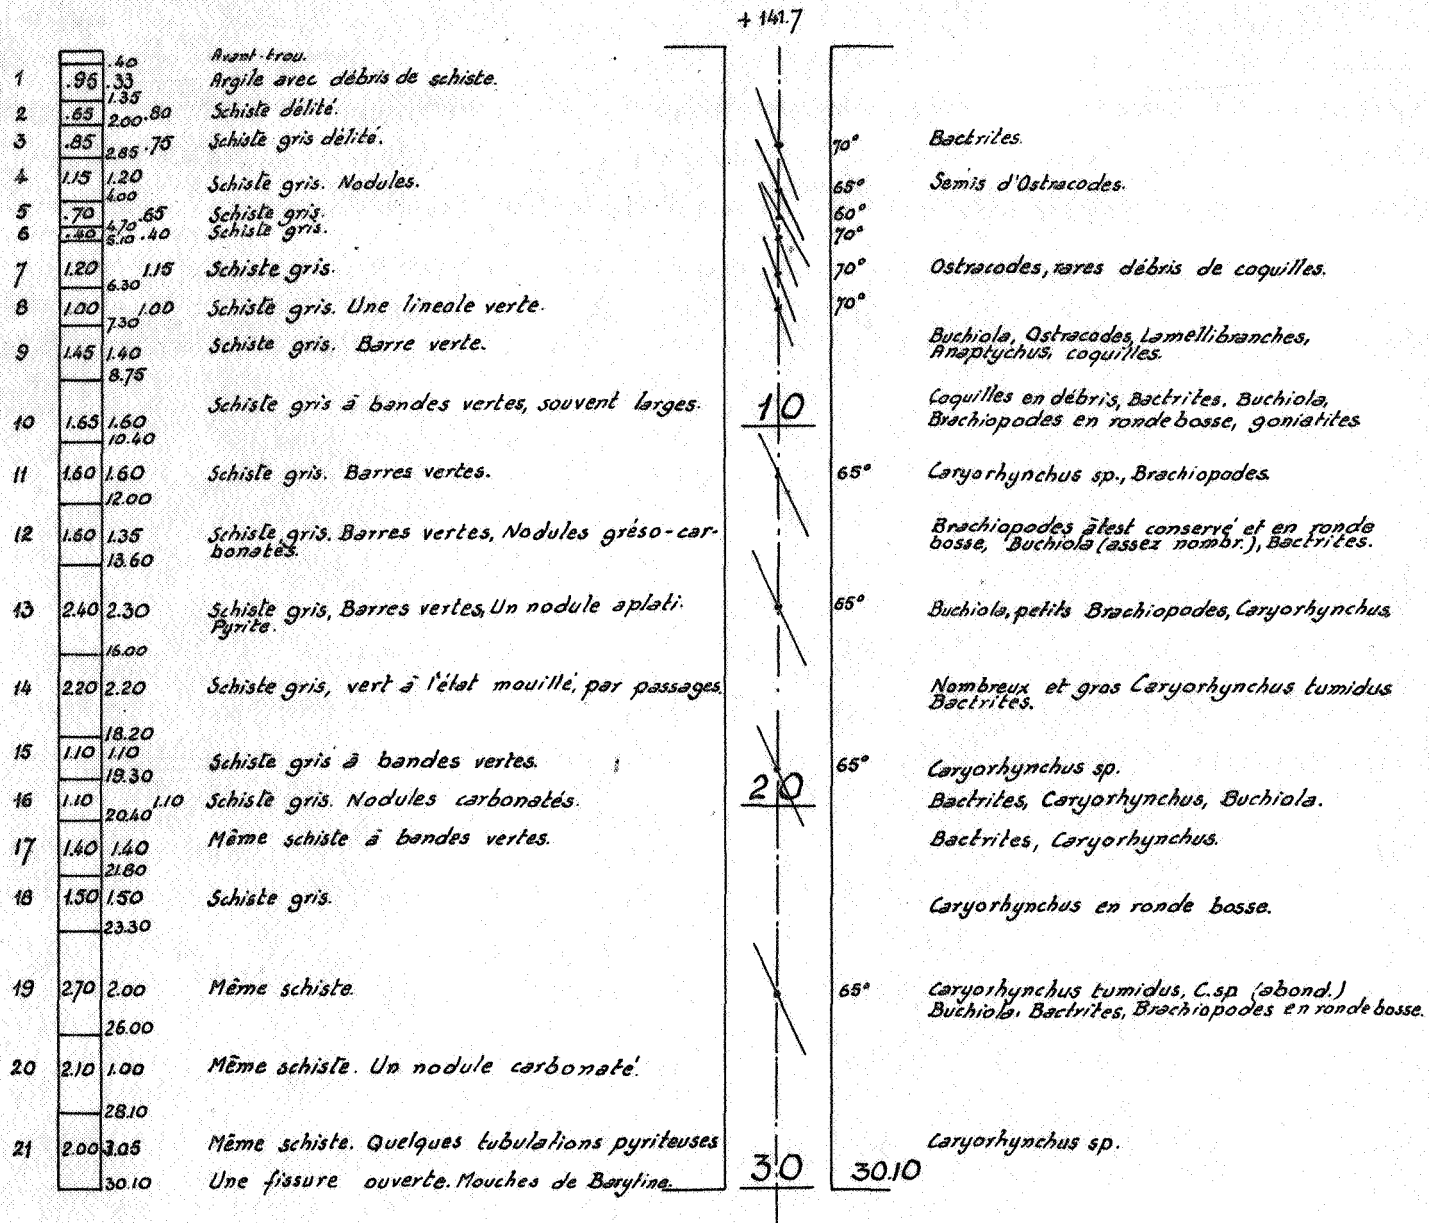 + 141.7
.40 Avant-trou.
1 .95 .33 Argile avec débris de schiste.
1.35
2 .65 .80 Schiste délité.
2.00
3 .85 .75 Schiste gris délité. 70° Bactrites.
2.85
4 1.15 1.20 Schiste gris. Nodules. 65° Semis d'Ostracodes.
4.00
5 .70 .65 Schiste gris. 60°
4.70
6 .40 .40 Schiste gris. 70°
5.10
7 1.20 1.15 Schiste gris. 70° Ostracodes, rares débris de coquilles.
6.30
8 1.00 1.00 Schiste gris. Une lineole verte. 70°
7.30
9 1.45 1.40 Schiste gris. Barre verte. Buchiola, Ostracodes, Lamellibranches,
Anaptychus, coquilles.
8.75
10 1.65 1.60 Schiste gris à bandes vertes, souvent larges. 10 Coquilles en débris, Bactrites, Buchiola,
Brachiopodes en ronde bosse, goniatites
10.40
11 1.60 1.60 Schiste gris. Barres vertes. 65° Caryorhynchus sp., Brachiopodes.
12.00
12 1.60 1.35 Schiste gris. Barres vertes, Nodules gréso-car- Brachiopodes à test conservé et en ronde
bonatés. bosse, Buchiola (assez nombr.), Bactrites.
13.60
13 2.40 2.30 Schiste gris, Barres vertes, Un nodule aplati. 65° Buchiola, petits Brachiopodes, Caryorhynchus
Pyrite.
16.00
14 2.20 2.20 Schiste gris, vert à l'état mouillé, par passages. Nombreux et gros Caryorhynchus tumidus
Bactrites.
18.20
15 1.10 1.10 Schiste gris à bandes vertes. 65° Caryorhynchus sp.
19.30
16 1.10 1.10 Schiste gris. Nodules carbonatés. 20 Bactrites, Caryorhynchus, Buchiola.
20.40
17 1.40 1.40 Même schiste à bandes vertes. Bactrites, Caryorhynchus.
21.80
18 1.50 1.50 Schiste gris. Caryorhynchus en ronde bosse.
23.30
19 2.70 2.00 Même schiste. 65° Caryorhynchus tumidus, C.sp (abond.)
Buchiola. Bactrites, Brachiopodes en ronde bosse.
26.00
20 2.10 1.00 Même schiste. Un nodule carbonaté.
28.10
21 2.00 3.05 Même schiste. Quelques tubulations pyriteuses Caryorhynchus sp.
30.10 Une fissure ouverte. Mouches de Barytine. 30 30.10